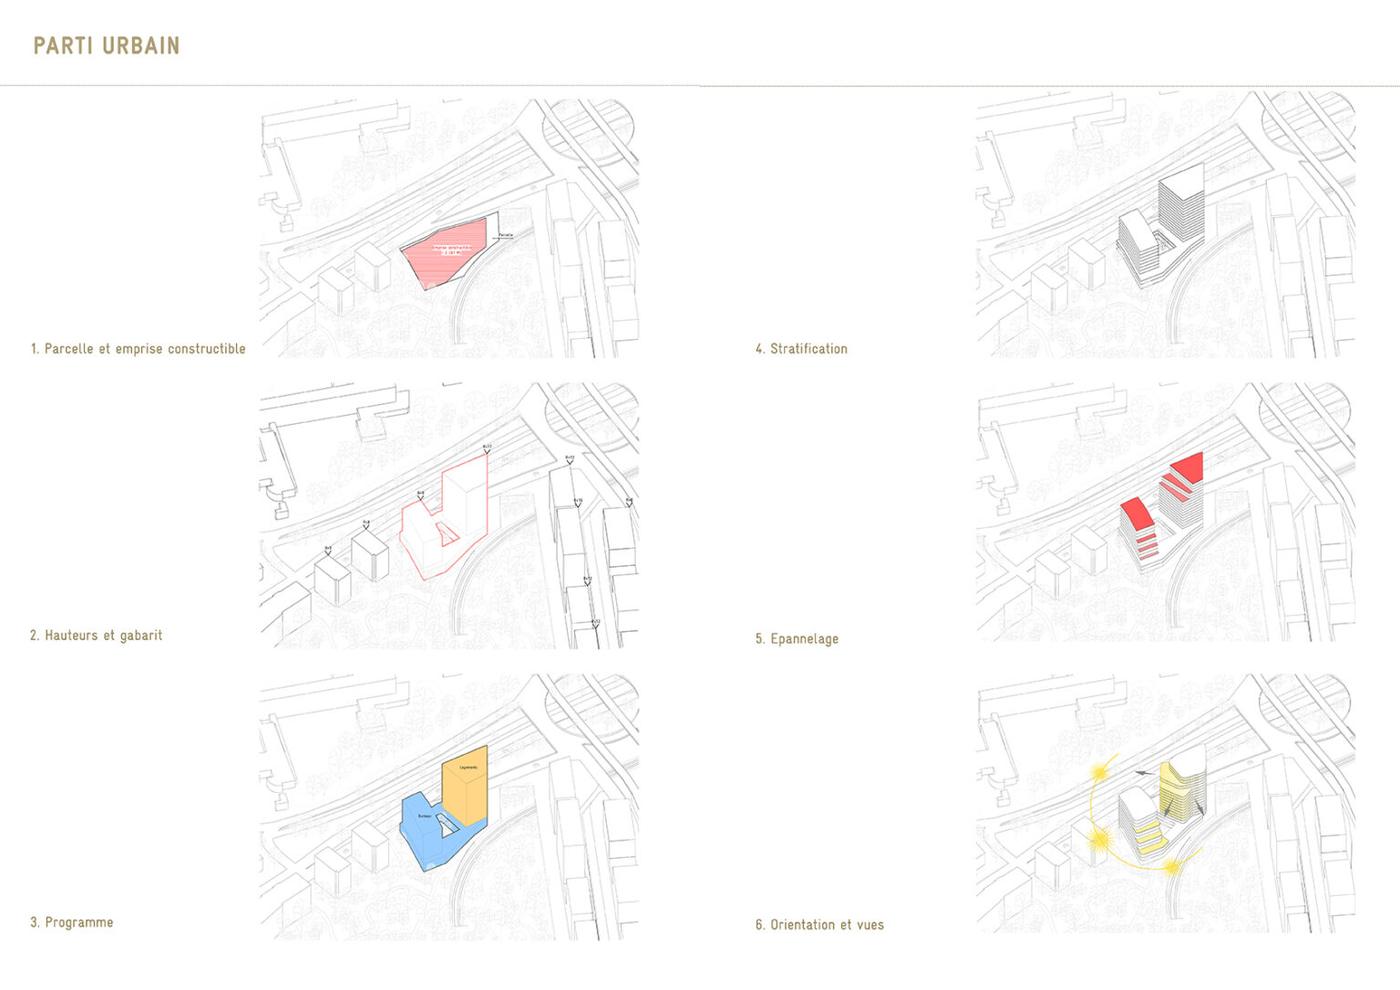 PARTI URBAIN
Parcelle
1. Parcelle et emprise constructible
2. Hauteurs et gabarit
Logements
Bureaux
3. Programme
4. Stratification
5. Epannelage
6. Orientation et vues